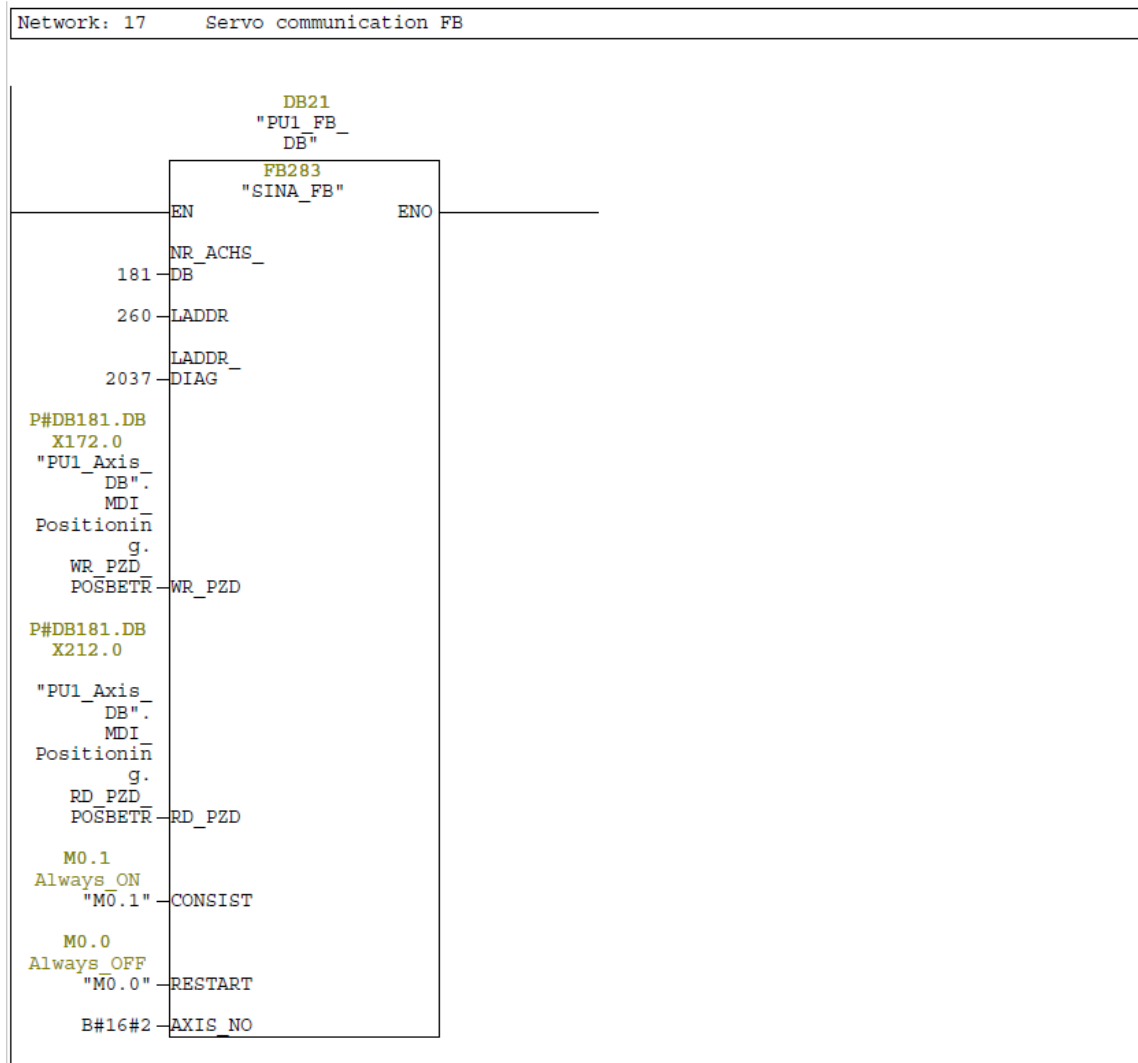 Network: 17 Servo communication FB
DB21
"PU1_FB_
DB"
FB283
"SINA_FB"
EN ENO
NR_ACHS_
181 DB
260 LADDR
LADDR_
2037 DIAG
P#DB181.DB
X172.0
"PU1_Axis_
DB".
MDI_
Positionin
g.
WR_PZD_
POSBETR WR_PZD
P#DB181.DB
X212.0
"PU1_Axis_
DB".
MDI_
Positionin
g.
RD_PZD_
POSBETR RD_PZD
M0.1
Always_ON
"M0.1" CONSIST
M0.0
Always_OFF
"M0.0" RESTART
B#16#2 AXIS_NO